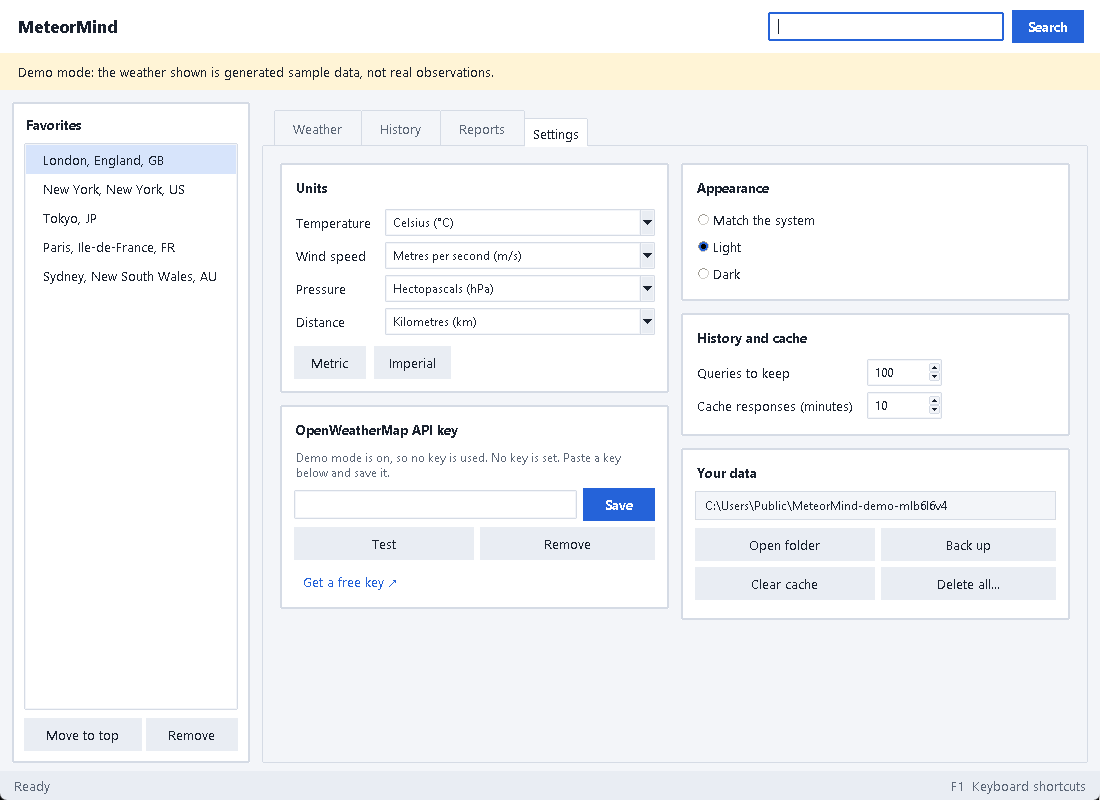 MeteorMind
Search
Demo mode: the weather shown is generated sample data, not real observations.
Favorites
London, England, GB
New York, New York, US
Tokyo, JP
Paris, Ile-de-France, FR
Sydney, New South Wales, AU
Move to top
Remove
Weather
History
Reports
Settings
Units
Temperature
Celsius (°C)
Wind speed
Metres per second (m/s)
Pressure
Hectopascals (hPa)
Distance
Kilometres (km)
Metric
Imperial
OpenWeatherMap API key
Demo mode is on, so no key is used. No key is set. Paste a key
below and save it.
Save
Test
Remove
Get a free key ↗
Appearance
Match the system
Light
Dark
History and cache
Queries to keep
100
Cache responses (minutes)
10
Your data
C:\Users\Public\MeteorMind-demo-mlb6l6v4
Open folder
Back up
Clear cache
Delete all...
Ready
F1 Keyboard shortcuts